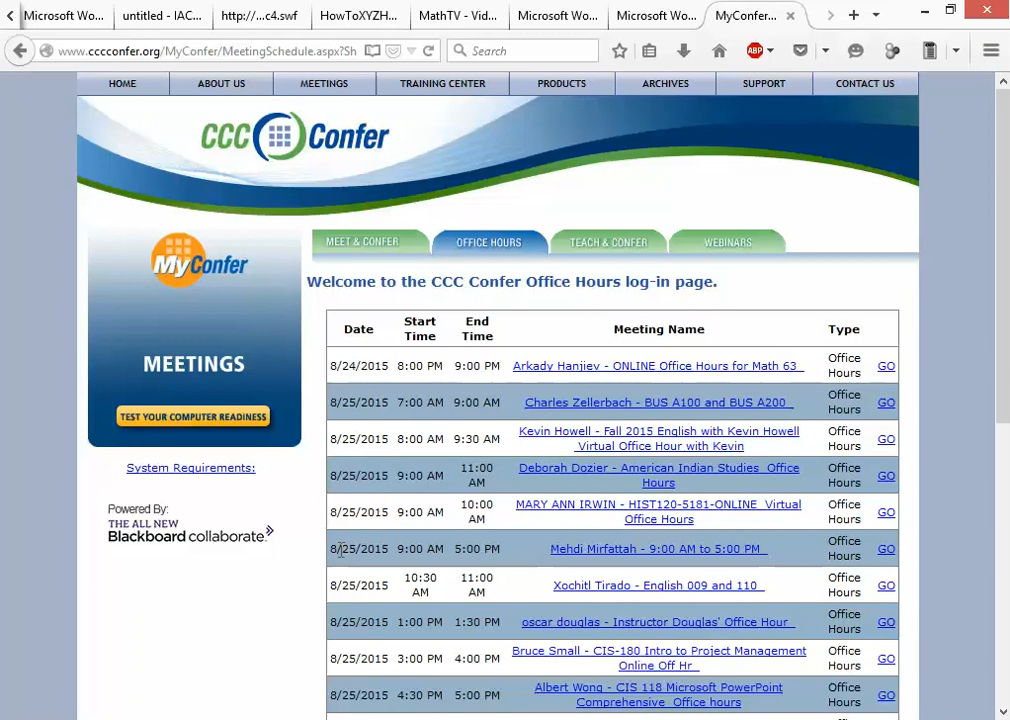 Microsoft Wo... untitled - IAC... http://...c4.swf HowToXYZH... MathTV - Vid... Microsoft Wo... Microsoft Wo... MyConfer...
www.cccconfer.org/MyConfer/MeetingSchedule.aspx?Sh Search ABP
HOME ABOUT US MEETINGS TRAINING CENTER PRODUCTS ARCHIVES SUPPORT CONTACT US
CCC Confer
MEET & CONFER OFFICE HOURS TEACH & CONFER WEBINARS
MyConfer
MEETINGS
TEST YOUR COMPUTER READINESS
System Requirements:
Powered By:
THE ALL NEW
Blackboard collaborate.
Welcome to the CCC Confer Office Hours log-in page.
Date Start Time End Time Meeting Name Type
8/24/2015 8:00 PM 9:00 PM Arkady Hanjiev - ONLINE Office Hours for Math 63 Office Hours GO
8/25/2015 7:00 AM 9:00 AM Charles Zellerbach - BUS A100 and BUS A200 Office Hours GO
8/25/2015 8:00 AM 9:30 AM Kevin Howell - Fall 2015 English with Kevin Howell Virtual Office Hour with Kevin Office Hours GO
8/25/2015 9:00 AM 11:00 AM Deborah Dozier - American Indian Studies Office Hours Office Hours GO
8/25/2015 9:00 AM 10:00 AM MARY ANN IRWIN - HIST120-5181-ONLINE Virtual Office Hours Office Hours GO
8/25/2015 9:00 AM 5:00 PM Mehdi Mirfattah - 9:00 AM to 5:00 PM Office Hours GO
8/25/2015 10:30 AM 11:00 AM Xochitl Tirado - English 009 and 110 Office Hours GO
8/25/2015 1:00 PM 1:30 PM oscar douglas - Instructor Douglas' Office Hour Office Hours GO
8/25/2015 3:00 PM 4:00 PM Bruce Small - CIS-180 Intro to Project Management Online Off Hr Office Hours GO
8/25/2015 4:30 PM 5:00 PM Albert Wong - CIS 118 Microsoft PowerPoint Comprehensive Office hours Office Hours GO